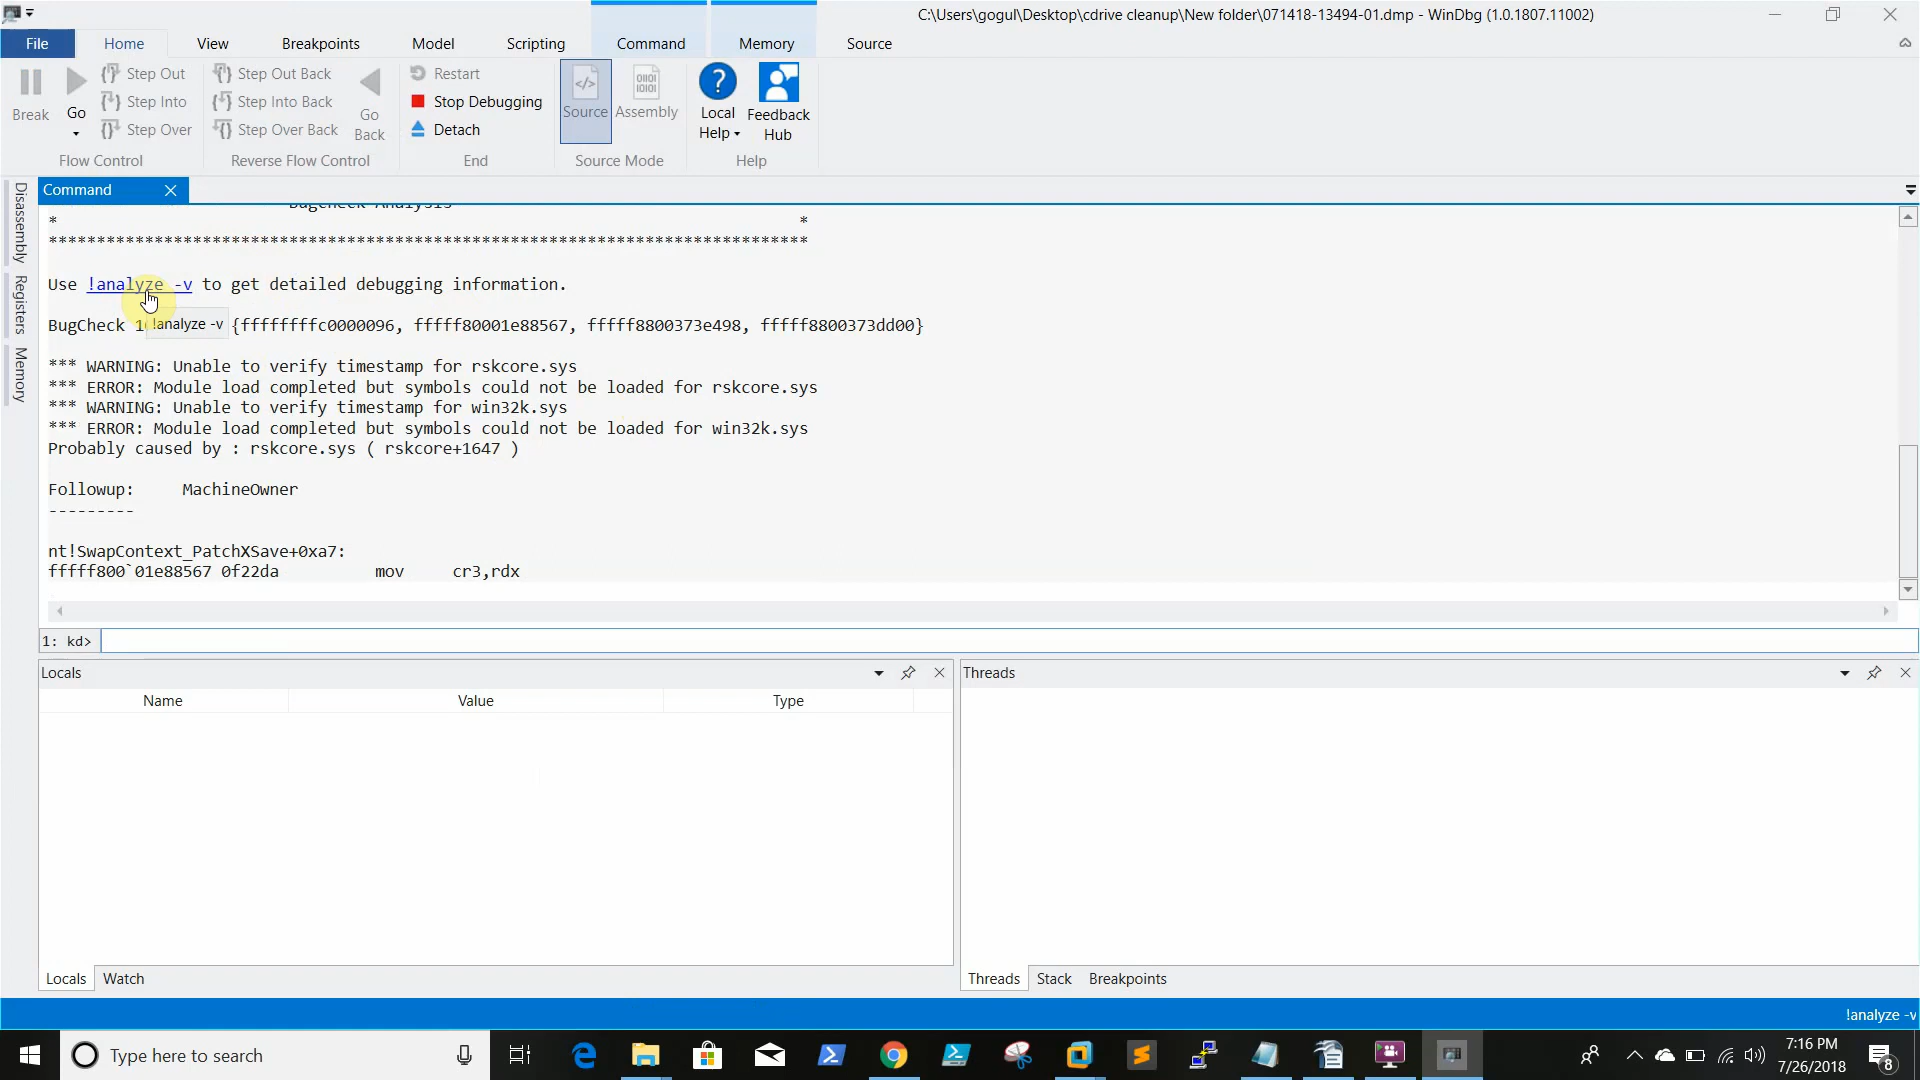 C:\Users\gogul\Desktop\cdrive cleanup\New folder\071418-13494-01.dmp - WinDbg (1.0.1807.11002)
File Home View Breakpoints Model Scripting Command Memory Source
Break
Go
Step Out
Step Into
Step Over
Flow Control
Step Out Back
Step Into Back
Step Over Back
Go Back
Reverse Flow Control
Restart
Stop Debugging
Detach
End
Source
Assembly
Source Mode
Local Help
Feedback Hub
Help
Disassembly
Registers
Memory
Command
Bugcheck Analysis
* *
*******************************************************************************
Use !analyze -v to get detailed debugging information.
BugCheck 1 {ffffffffc0000096, fffff80001e88567, fffff8800373e498, fffff8800373dd00}
!analyze -v
*** WARNING: Unable to verify timestamp for rskcore.sys
*** ERROR: Module load completed but symbols could not be loaded for rskcore.sys
*** WARNING: Unable to verify timestamp for win32k.sys
*** ERROR: Module load completed but symbols could not be loaded for win32k.sys
Probably caused by : rskcore.sys ( rskcore+1647 )
Followup: MachineOwner
---------
nt!SwapContext_PatchXSave+0xa7:
fffff800`01e88567 0f22da mov cr3,rdx
1: kd>
Locals
Name Value Type
Locals Watch
Threads
Threads Stack Breakpoints
!analyze -v
Type here to search
7:16 PM
7/26/2018
8